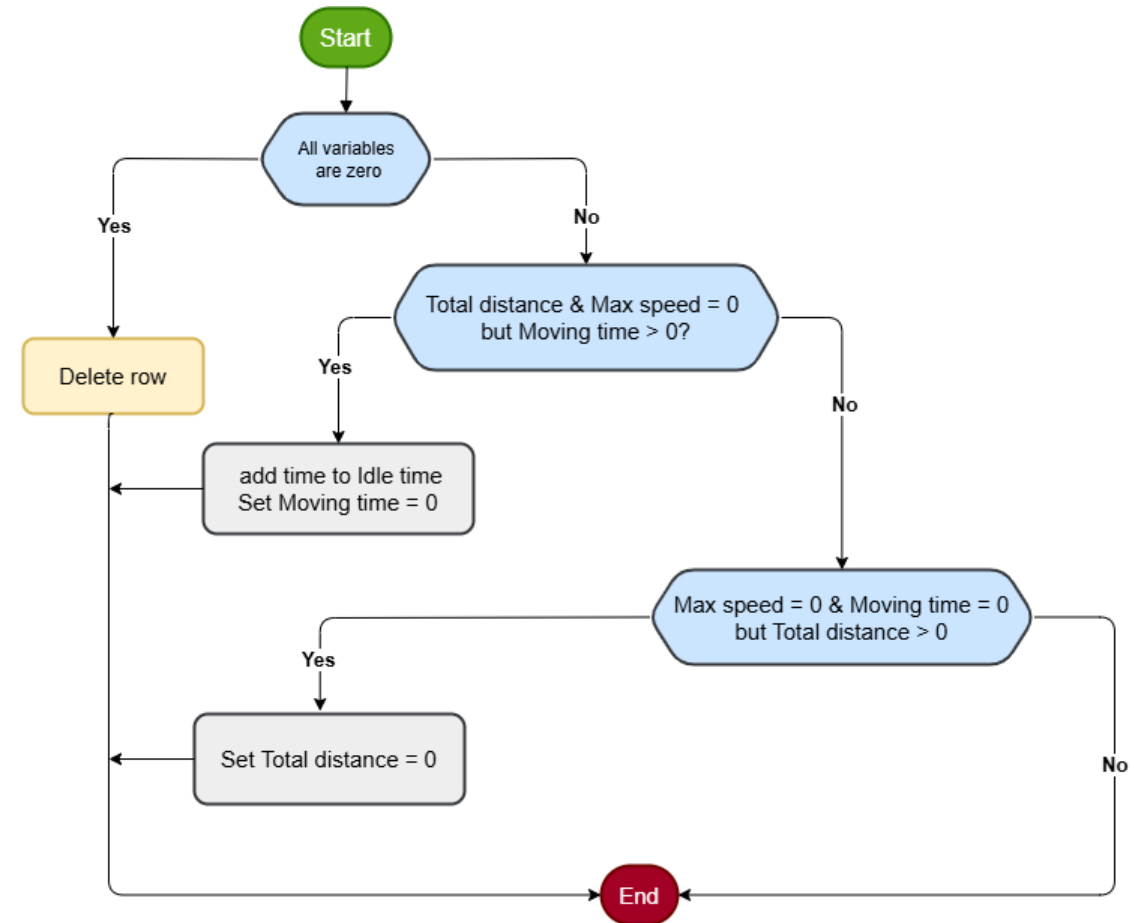 Start
All variables
are zero
Yes
No
Total distance & Max speed = 0
but Moving time > 0?
Delete row
Yes
No
add time to Idle time
Set Moving time = 0
Max speed = 0 & Moving time = 0
but Total distance > 0
Yes
Set Total distance = 0
No
End